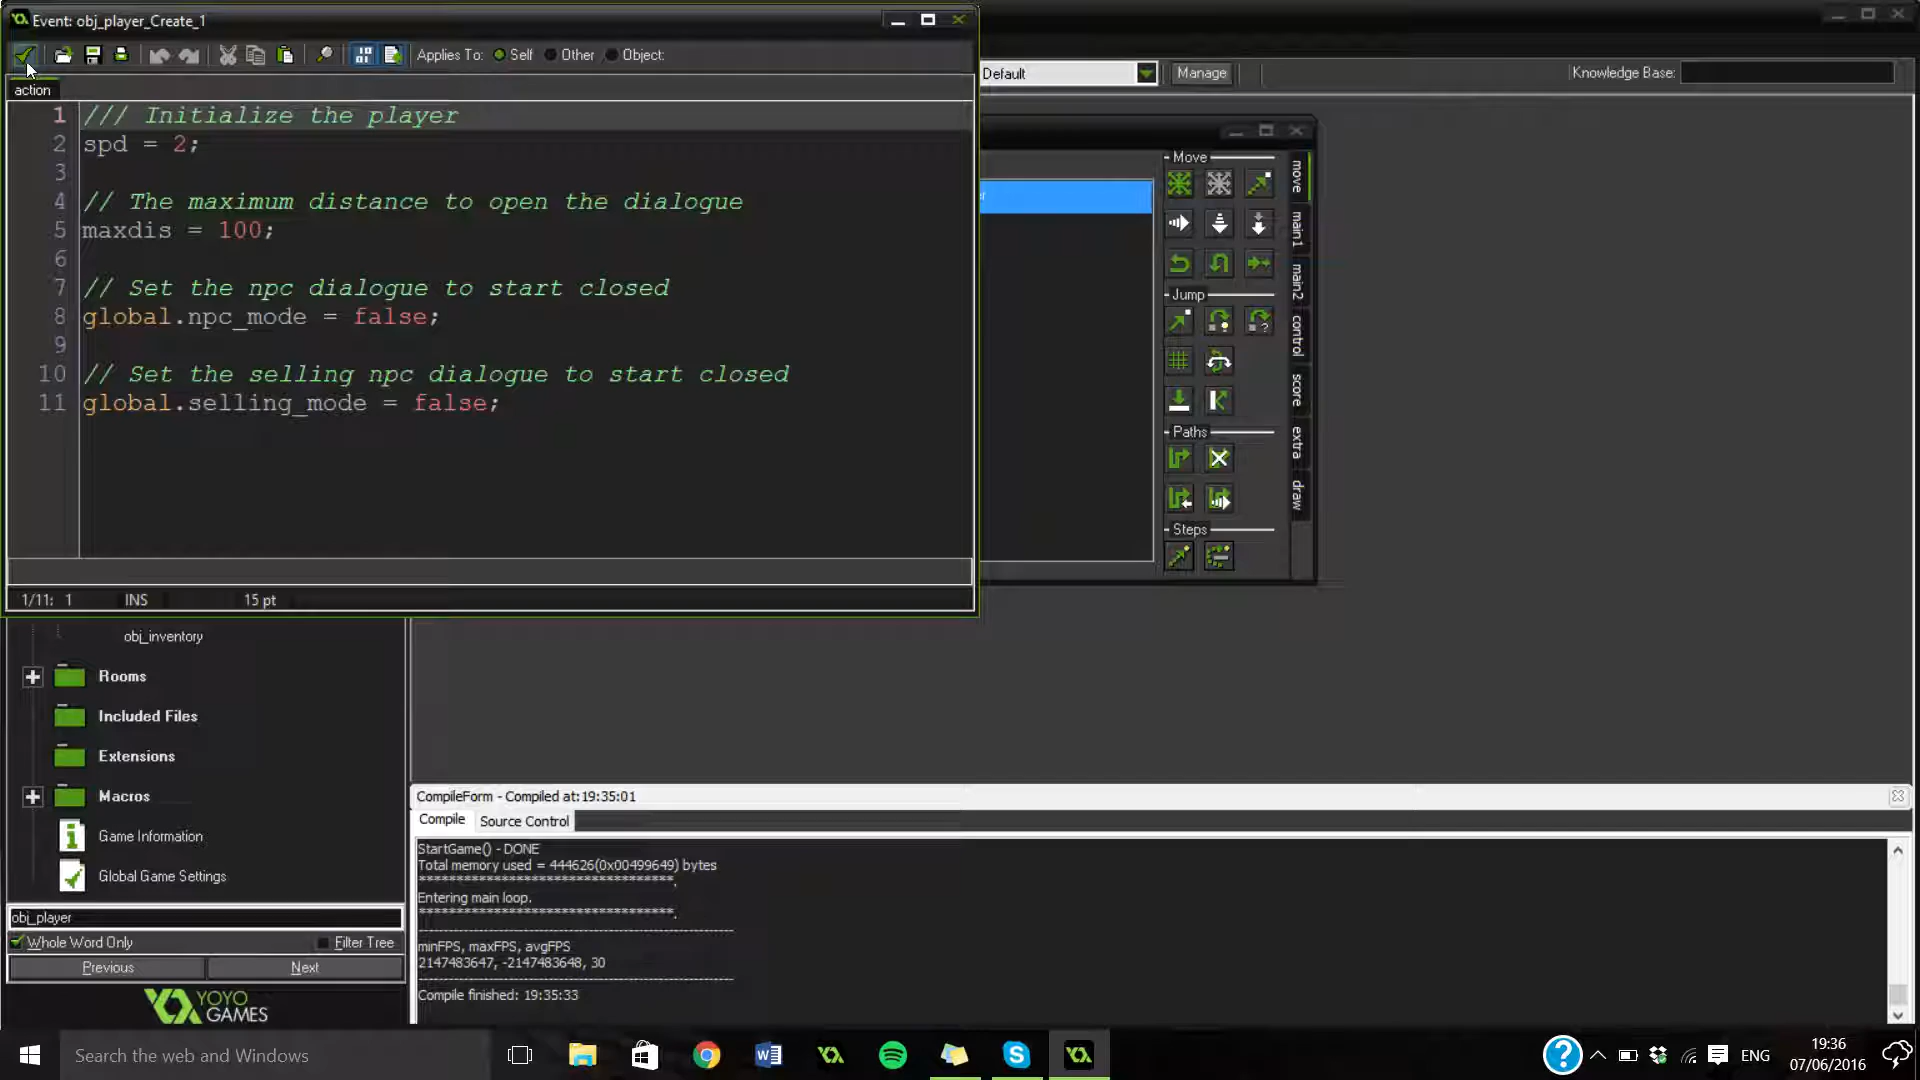 Event: obj_player_Create_1
Applies To: Self Other Object:
action
1 /// Initialize the player
2 spd = 2;
3
4 // The maximum distance to open the dialogue
5 maxdis = 100;
6
7 // Set the npc dialogue to start closed
8 global.npc_mode = false;
9
10 // Set the selling npc dialogue to start closed
11 global.selling_mode = false;
1/11: 1 INS 15 pt
Default
Manage
Knowledge Base:
Move
Jump
Paths
Steps
move
main1
main2
control
score
extra
draw
obj_inventory
Rooms
Included Files
Extensions
Macros
Game Information
Global Game Settings
obj_player
Whole Word Only Filter Tree
Previous Next
YOYO
GAMES
CompileForm - Compiled at:19:35:01
Compile Source Control
StartGame() - DONE
Total memory used = 444626(0x00499649) bytes
***********************************.
Entering main loop.
***********************************.
minFPS, maxFPS, avgFPS
2147483647, -2147483648, 30
Compile finished: 19:35:33
Search the web and Windows
ENG
19:36
07/06/2016